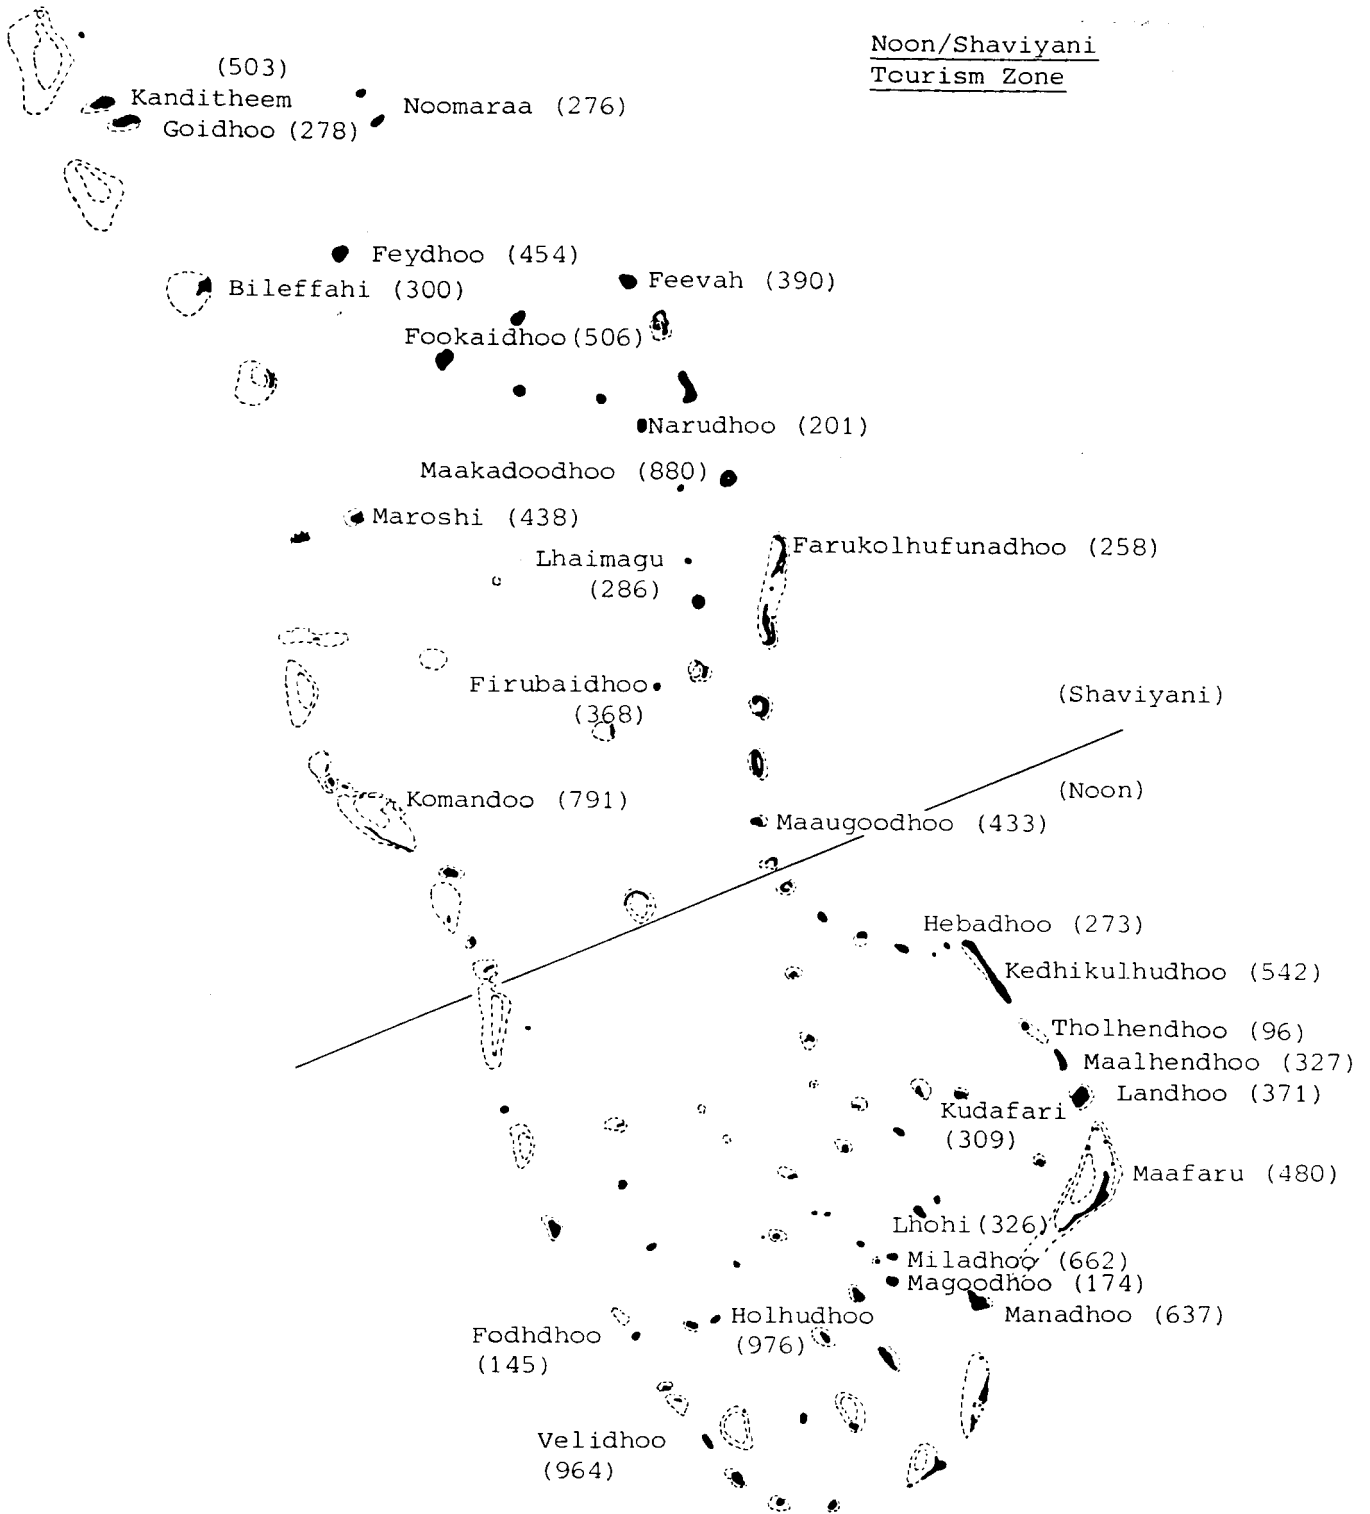 Noon/Shaviyani
Tourism Zone
(503)
Kanditheem
Noomaraa (276)
Goidhoo (278)
Feydhoo (454)
Feevah (390)
Bileffahi (300)
Fookaidhoo (506)
Narudhoo (201)
Maakadoodhoo (880)
Maroshi (438)
Farukolhufunadhoo (258)
Lhaimagu
(286)
Firubaidhoo
(368)
(Shaviyani)
(Noon)
Komandoo (791)
Maaugoodhoo (433)
Hebadhoo (273)
Kedhikulhudhoo (542)
Tholhendhoo (96)
Maalhendhoo (327)
Landhoo (371)
Kudafari
(309)
Maafaru (480)
Lhohi (326)
Miladhoo (662)
Magoodhoo (174)
Manadhoo (637)
Holhudhoo
(976)
Fodhdhoo
(145)
Velidhoo
(964)